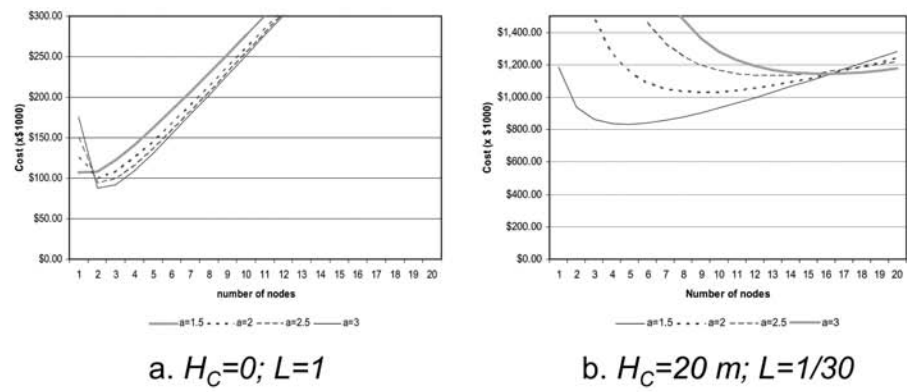 $300.00
$250.00
$200.00
$150.00
$100.00
$50.00
$0.00
Cost (x$1000)
1 2 3 4 5 6 7 8 9 10 11 12 13 14 15 16 17 18 19 20
number of nodes
a=1.5 a=2 a=2.5 a=3
a. H_C=0; L=1
$1,400.00
$1,200.00
$1,000.00
$800.00
$600.00
$400.00
$200.00
$0.00
Cost (x $1000)
1 2 3 4 5 6 7 8 9 10 11 12 13 14 15 16 17 18 19 20
Number of nodes
a=1.5 a=2 a=2.5 a=3
b. H_C=20 m; L=1/30